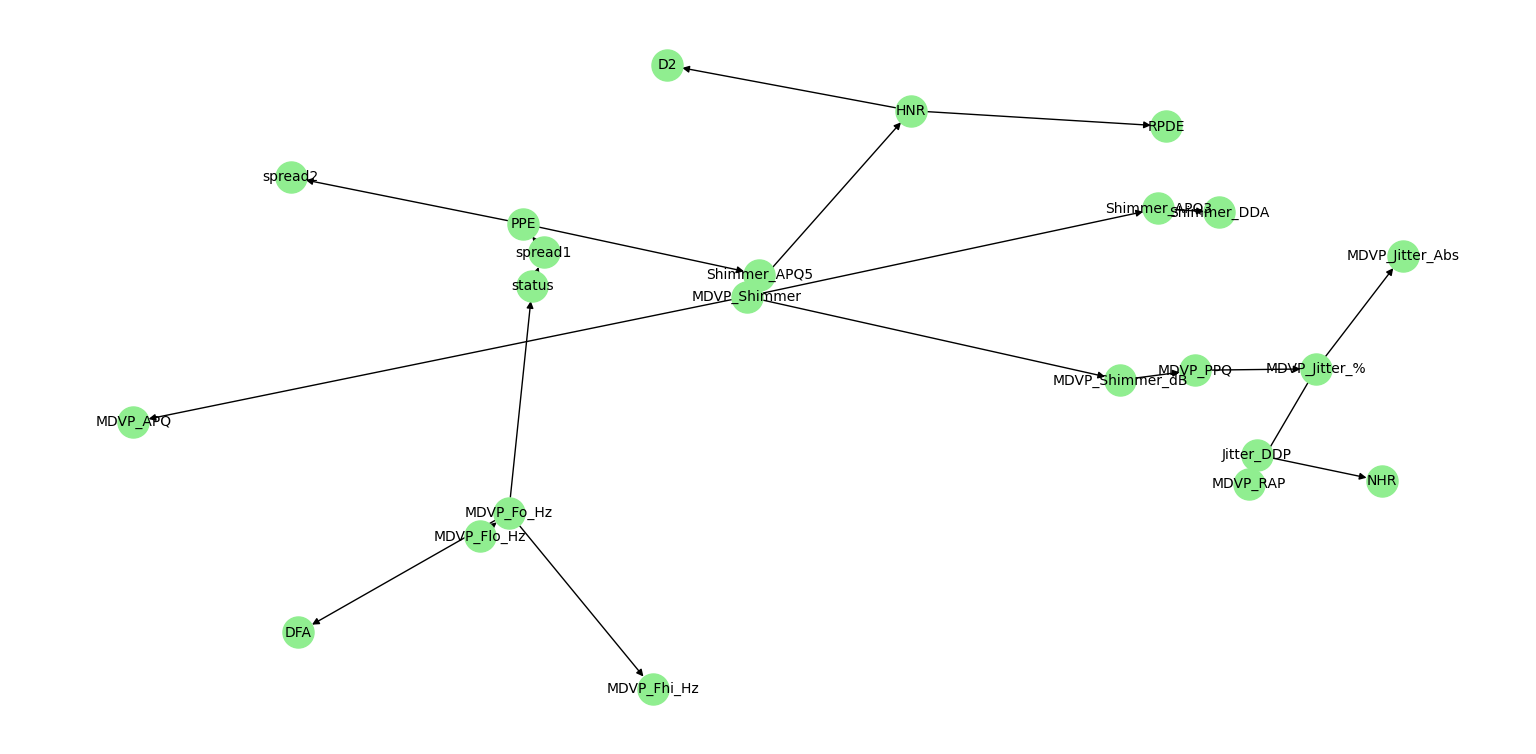 D2
HNR
RPDE
spread2
Shimmer_APQ3
Shimmer_DDA
PPE
spread1
MDVP_Jitter_Abs
Shimmer_APQ5
status
MDVP_Shimmer
MDVP_Jitter_%
MDVP_PPQ
MDVP_Shimmer_dB
MDVP_APQ
Jitter_DDP
NHR
MDVP_RAP
MDVP_Fo_Hz
MDVP_Flo_Hz
DFA
MDVP_Fhi_Hz